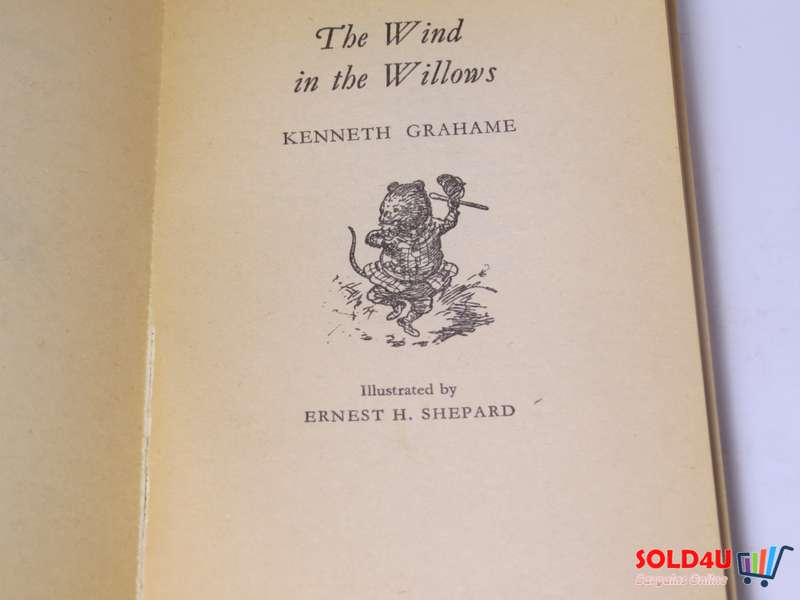 The Wind
in the Willows
KENNETH GRAHAME
Illustrated by
ERNEST H. SHEPARD
SOLD4U
Bargains Online